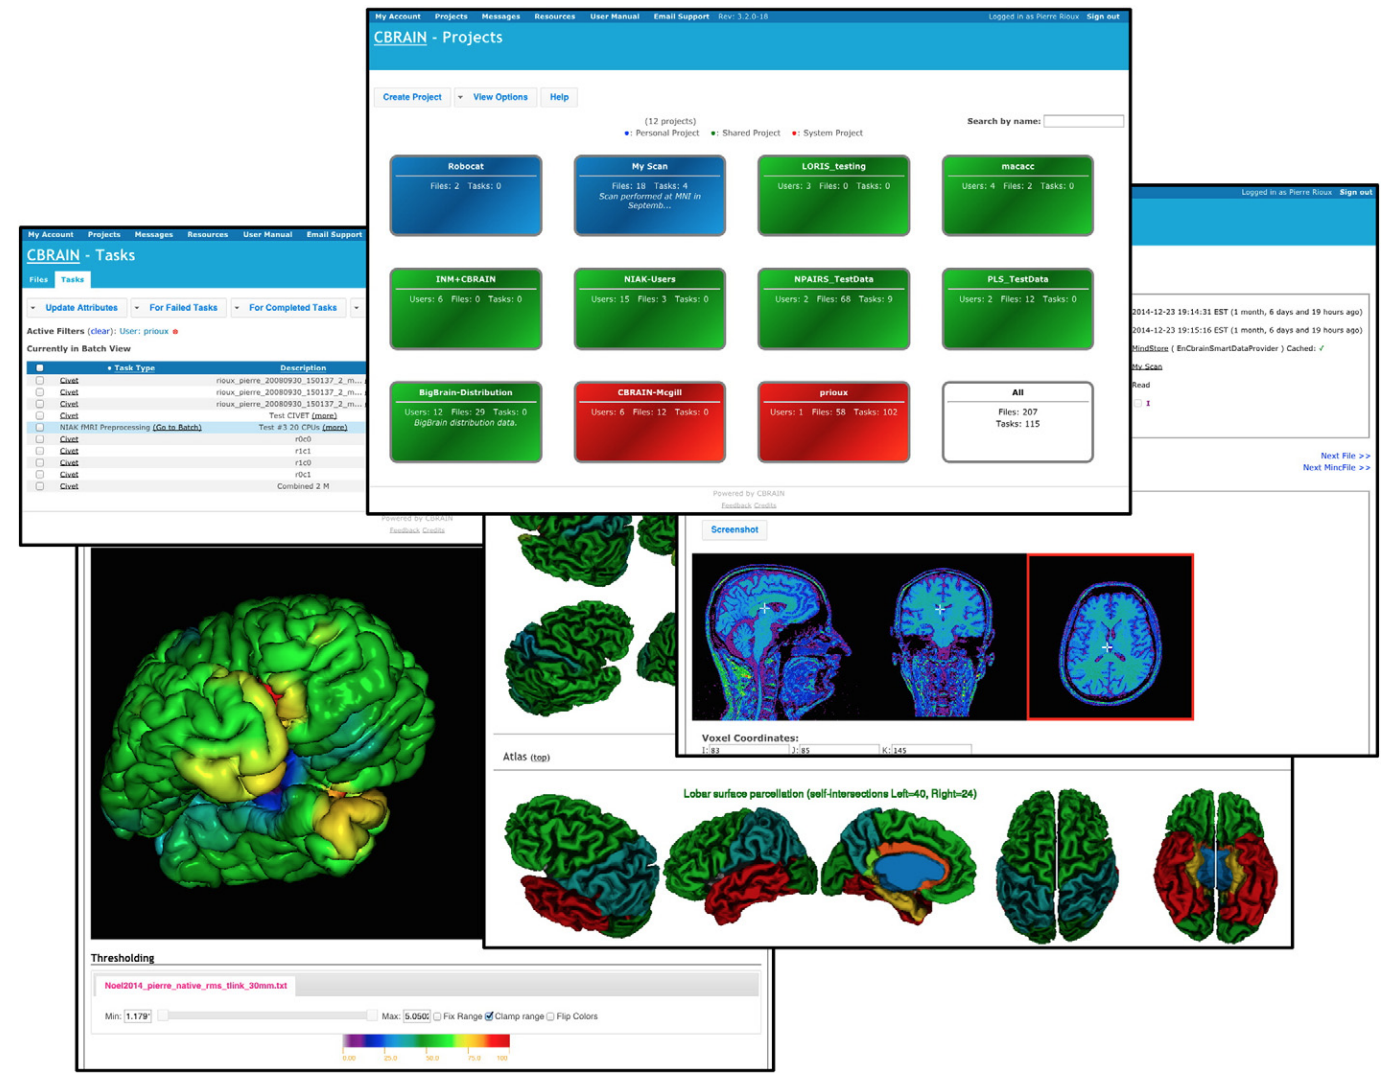 My Account Projects Messages Resources User Manual Email Support Rev: 3.2.0-18 Logged in as Pierre Rioux Sign out
CBRAIN - Projects
Create Project View Options Help
(12 projects)
Search by name:
: Personal Project : Shared Project : System Project
Robocat
Files: 2 Tasks: 0
My Scan
Files: 18 Tasks: 4
Scan performed at MNI in
Septemb...
LORIS_testing
Users: 3 Files: 0 Tasks: 0
macacc
Users: 4 Files: 2 Tasks: 0
INM+CBRAIN
Users: 6 Files: 0 Tasks: 0
NIAK-Users
Users: 15 Files: 3 Tasks: 0
NPAIRS_TestData
Users: 2 Files: 68 Tasks: 9
PLS_TestData
Users: 2 Files: 12 Tasks: 0
BigBrain-Distribution
Users: 12 Files: 29 Tasks: 0
BigBrain distribution data.
CBRAIN-Mcgill
Users: 6 Files: 12 Tasks: 0
prioux
Users: 1 Files: 58 Tasks: 102
All
Files: 207
Tasks: 115
Powered by CBRAIN
Feedback Credits
My Account Projects Messages Resources User Manual Email Support
CBRAIN - Tasks
Files Tasks
Update Attributes For Failed Tasks For Completed Tasks
Active Filters (clear): User: prioux
Currently in Batch View
Task Type Description
Civet rioux_pierre_20080930_150137_2_m...
Civet rioux_pierre_20080930_150137_2_m...
Civet rioux_pierre_20080930_150137_2_m...
Civet Test CIVET (more)
NIAK fMRI Preprocessing (Go to Batch) Test #3 20 CPUs (more)
Civet r0c0
Civet r1c1
Civet r1c0
Civet r0c1
Civet Combined 2 M
Powered by CBRAIN
Feedback Credits
Logged in as Pierre Rioux Sign out
2014-12-23 19:14:31 EST (1 month, 6 days and 19 hours ago)
2014-12-23 19:15:16 EST (1 month, 6 days and 19 hours ago)
MindStore ( EnCbrainSmartDataProvider ) Cached: ✓
My Scan
Read
Next File >>
Next MincFile >>
Screenshot
Voxel Coordinates:
I: 83 J: 85 K: 145
Atlas (top)
Lobar surface parcellation (self-intersections Left=40, Right=24)
Thresholding
Noel2014_pierre_native_rms_tlink_30mm.txt
Min: 1.179 Max: 5.050 Fix Range Clamp range Flip Colors
0.00 25.0 50.0 75.0 100